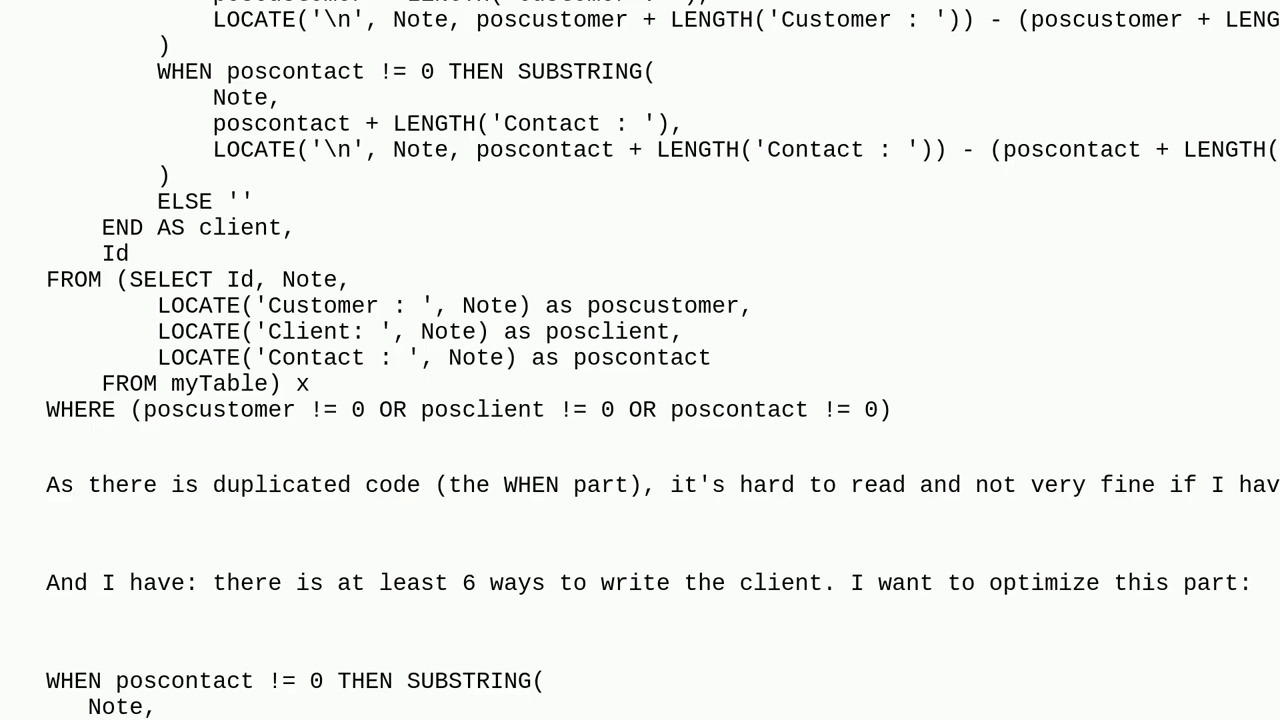 LOCATE('\n', Note, poscustomer + LENGTH('Customer : ')) - (poscustomer + LENG
)
WHEN poscontact != 0 THEN SUBSTRING(
Note,
poscontact + LENGTH('Contact : '),
LOCATE('\n', Note, poscontact + LENGTH('Contact : ')) - (poscontact + LENGTH(
)
ELSE ''
END AS client,
Id
FROM (SELECT Id, Note,
LOCATE('Customer : ', Note) as poscustomer,
LOCATE('Client: ', Note) as posclient,
LOCATE('Contact : ', Note) as poscontact
FROM myTable) x
WHERE (poscustomer != 0 OR posclient != 0 OR poscontact != 0)
As there is duplicated code (the WHEN part), it's hard to read and not very fine if I hav
And I have: there is at least 6 ways to write the client. I want to optimize this part:
WHEN poscontact != 0 THEN SUBSTRING(
Note,